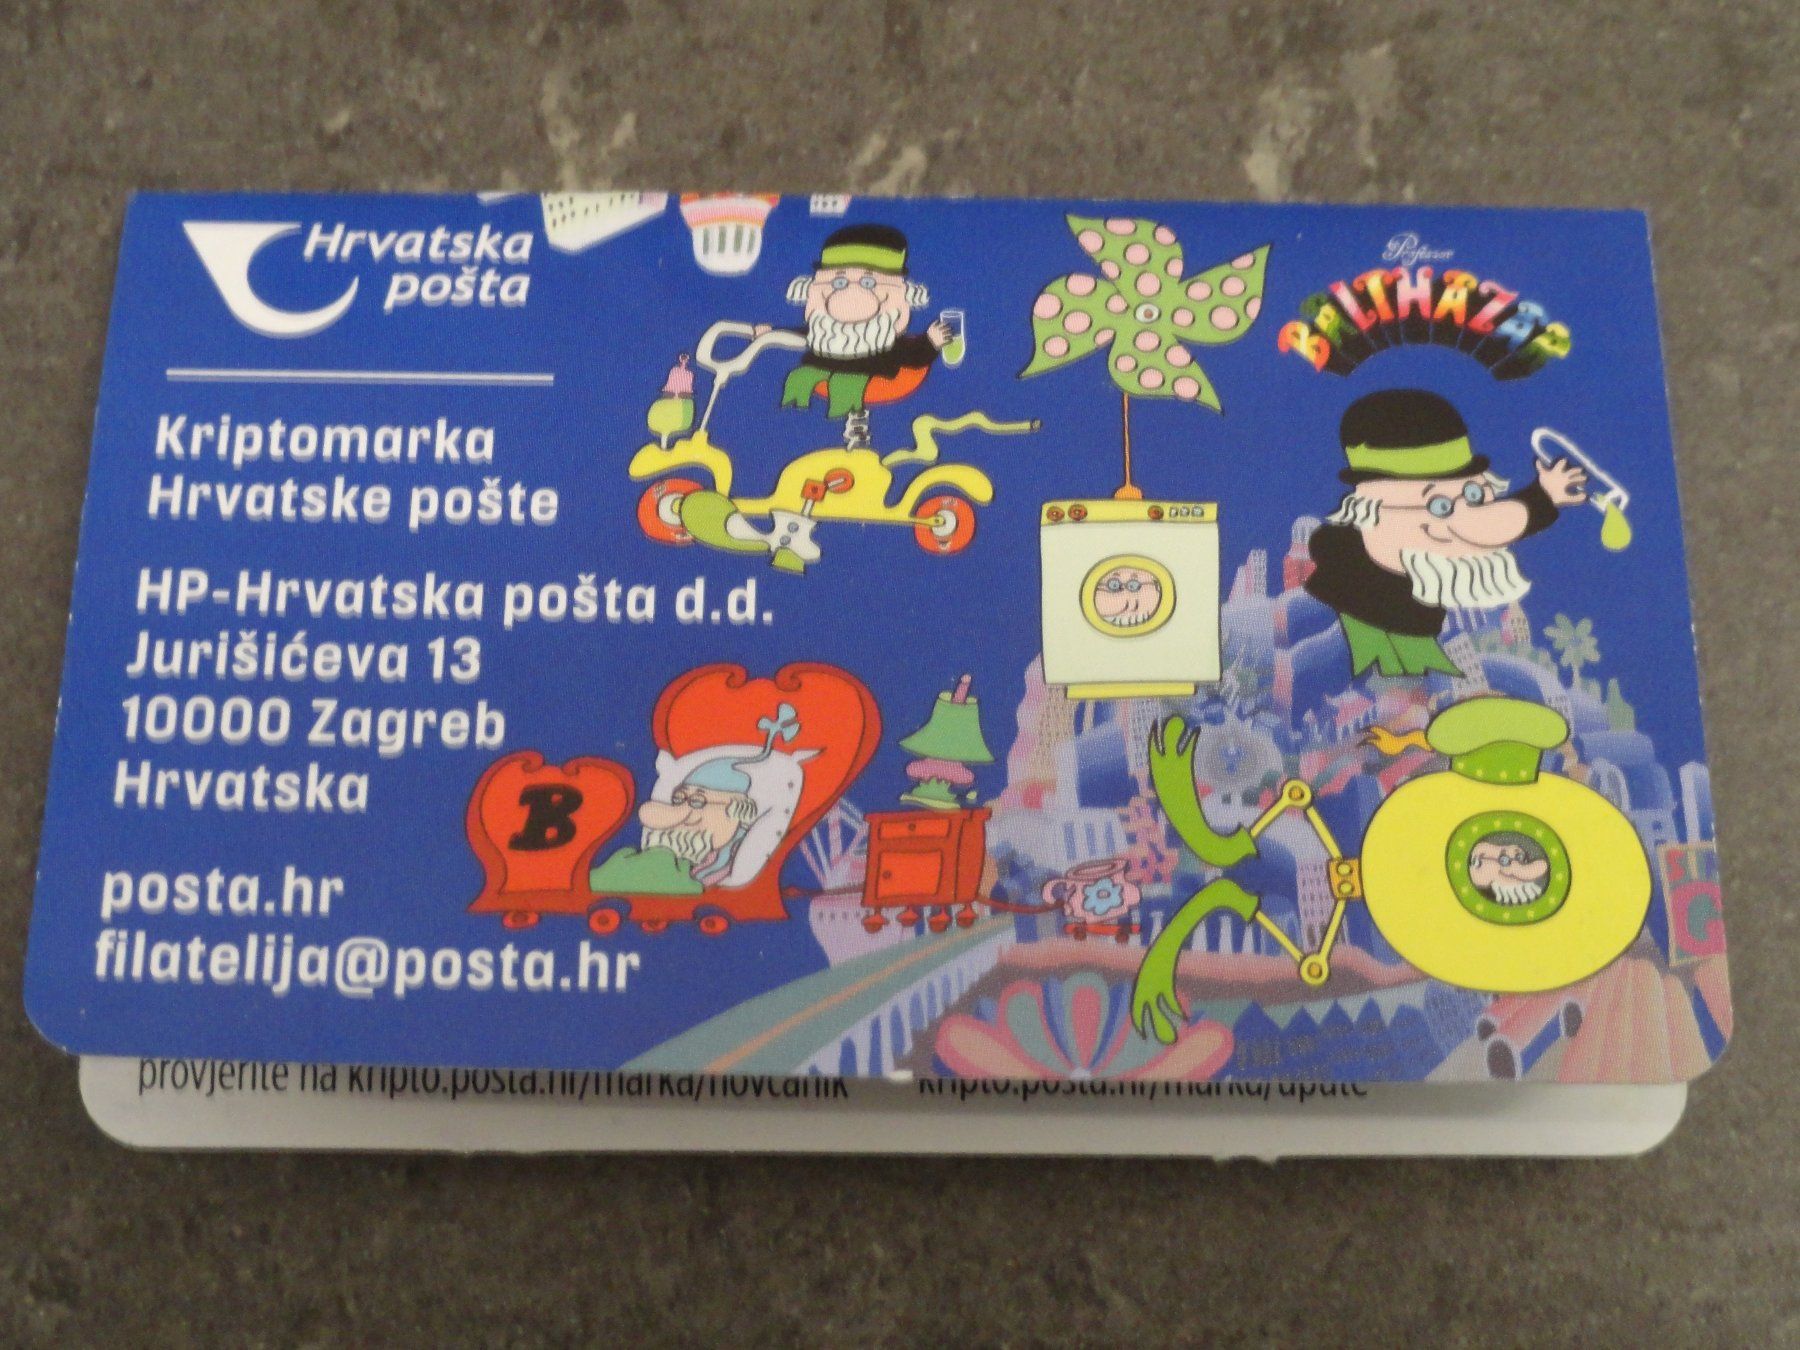 Hrvatska
pošta
Kriptomarka
Hrvatske pošte
HP-Hrvatska pošta d.d.
Jurišićeva 13
10000 Zagreb
Hrvatska
posta.hr
filatelija@posta.hr
Professor
BALTHAZAR
B
provjerite na kripto.posta.hr/marka/novcanik
kripto.posta.hr/marka/upute